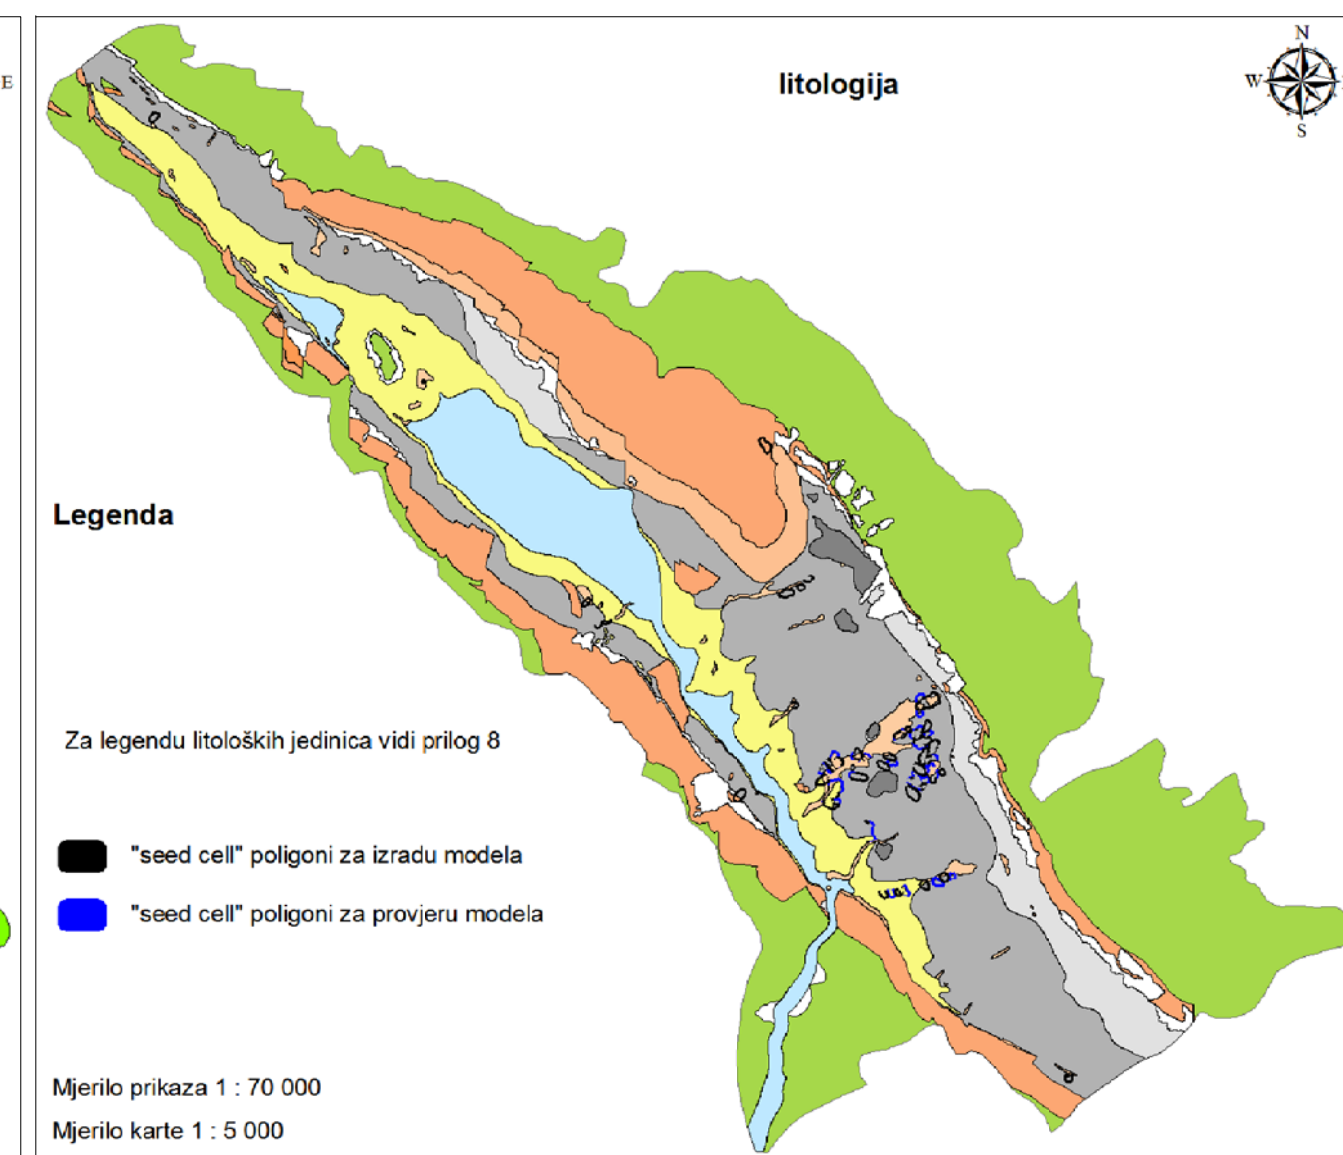 E
litologija
N
W
S
Legenda
Za legendu litoloških jedinica vidi prilog 8
"seed cell" poligoni za izradu modela
"seed cell" poligoni za provjeru modela
Mjerilo prikaza 1 : 70 000
Mjerilo karte 1 : 5 000